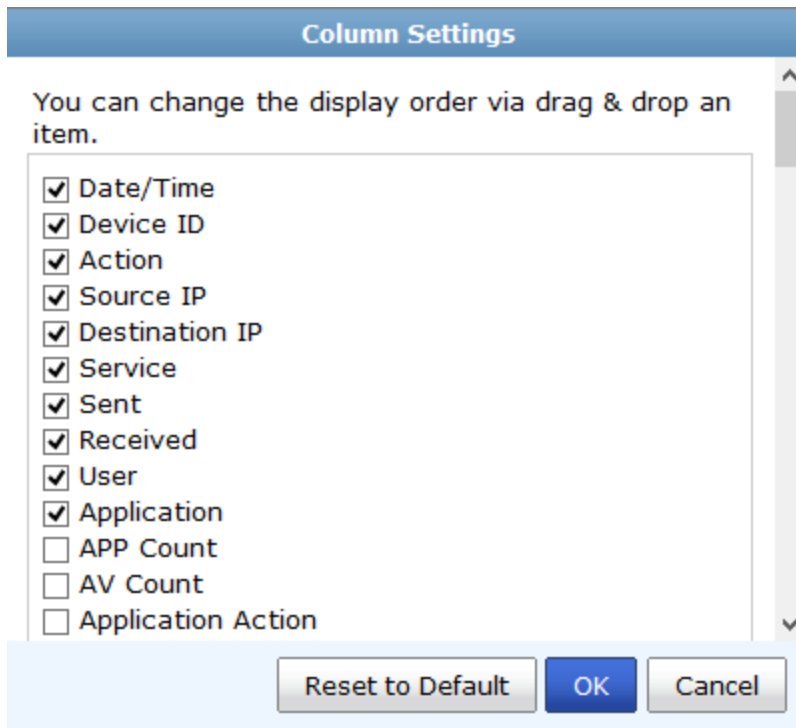 Column Settings
You can change the display order via drag & drop an
item.
Date/Time
Device ID
Action
Source IP
Destination IP
Service
Sent
Received
User
Application
APP Count
AV Count
Application Action
Reset to Default OK Cancel